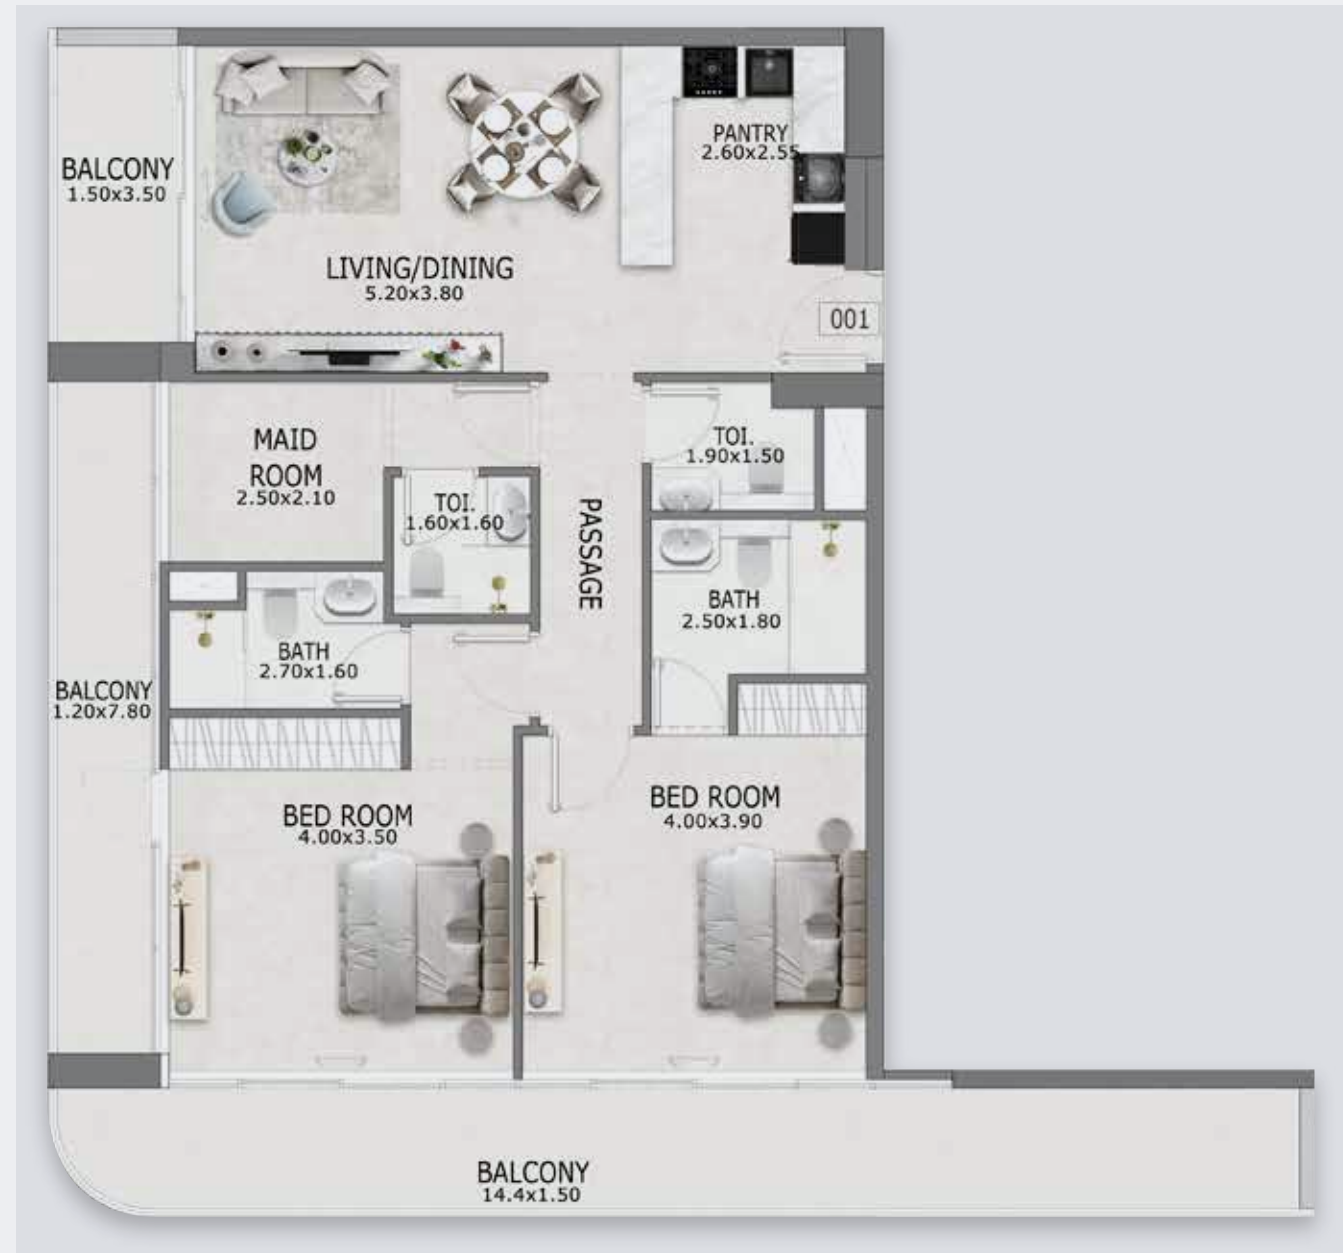 PANTRY
2.60x2.55
BALCONY
1.50x3.50
LIVING/DINING
5.20x3.80
001
MAID
ROOM
2.50x2.10
TOI.
1.90x1.50
TOI.
1.60x1.60
PASSAGE
BATH
2.50x1.80
BATH
2.70x1.60
BALCONY
1.20x7.80
BED ROOM
4.00x3.50
BED ROOM
4.00x3.90
BALCONY
14.4x1.50